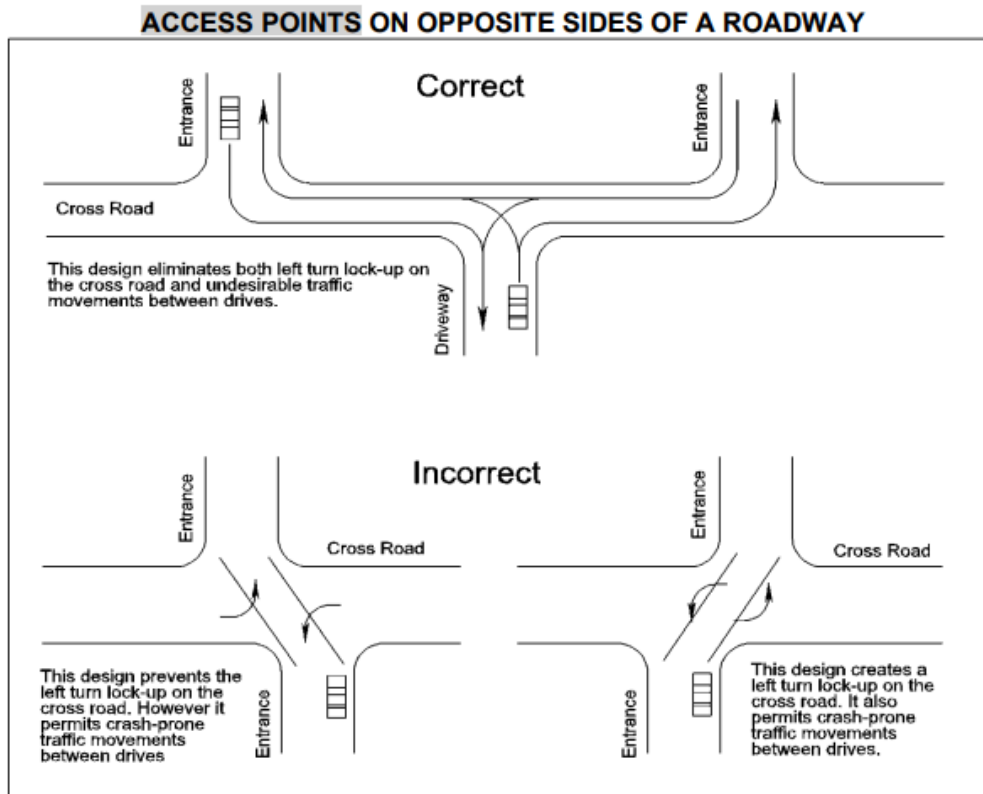 ACCESS POINTS ON OPPOSITE SIDES OF A ROADWAY
Correct
Entrance
Entrance
Cross Road
This design eliminates both left turn lock-up on
the cross road and undesirable traffic
movements between drives.
Driveway
Incorrect
Entrance
Entrance
Cross Road
Cross Road
This design prevents the
left turn lock-up on the
cross road. However it
permits crash-prone
traffic movements
between drives
Entrance
Entrance
This design creates a
left turn lock-up on the
cross road. It also
permits crash-prone
traffic movements
between drives.